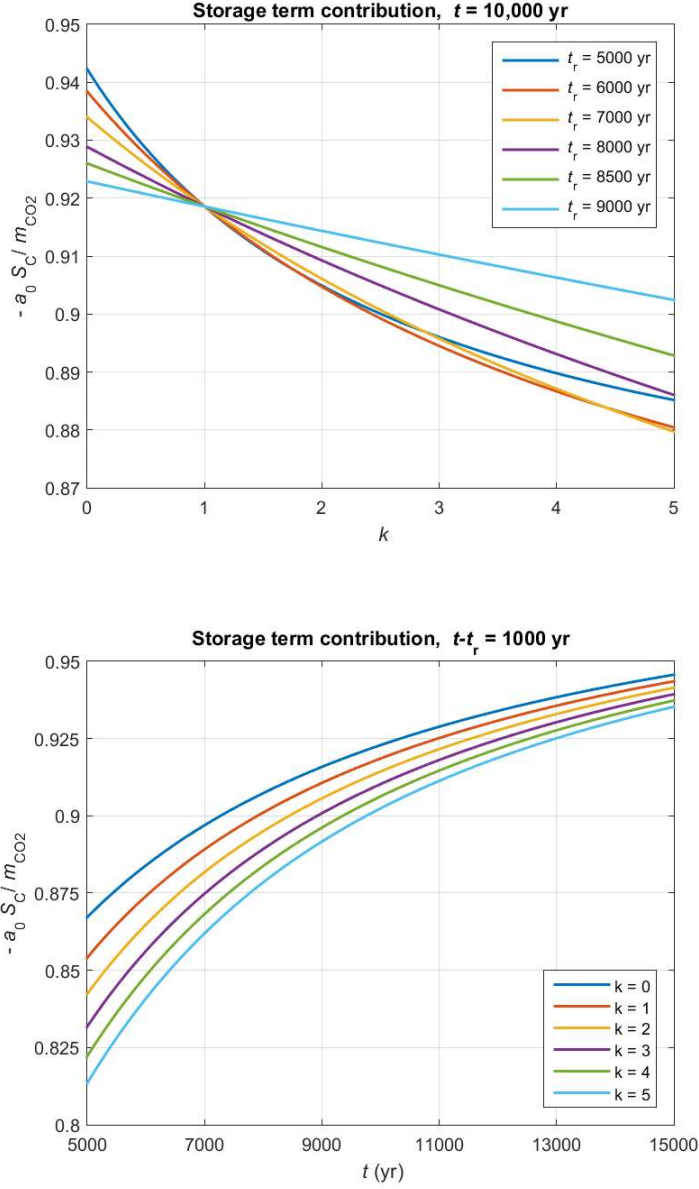 Storage term contribution,  t = 10,000 yr
0.95
0.94
0.93
0.92
0.91
0.9
0.89
0.88
0.87
- a0 SC/ mCO2
tr = 5000 yr
tr = 6000 yr
tr = 7000 yr
tr = 8000 yr
tr = 8500 yr
tr = 9000 yr
0 1 2 3 4 5
k
Storage term contribution,  t-tr = 1000 yr
0.95
0.925
0.9
0.875
0.85
0.825
0.8
- a0 SC/ mCO2
k = 0
k = 1
k = 2
k = 3
k = 4
k = 5
5000 7000 9000 11000 13000 15000
t (yr)